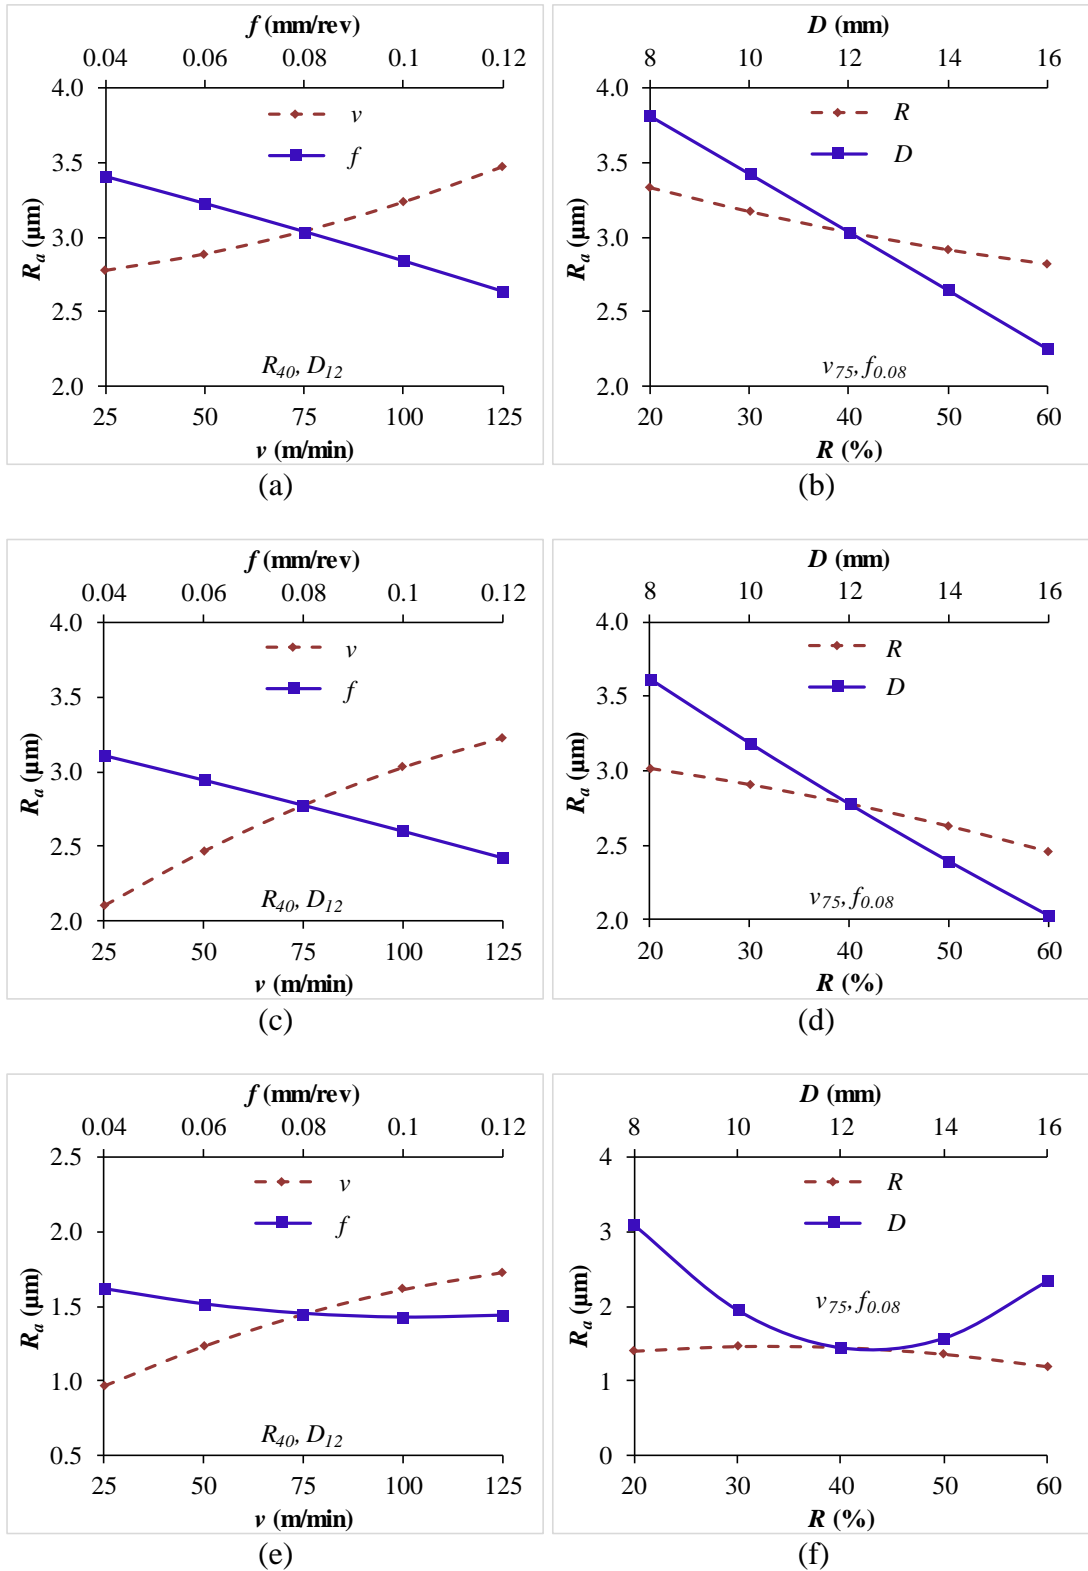 f (mm/rev)
0.04 0.06 0.08 0.1 0.12
4.0
3.5
3.0
2.5
2.0
Ra (μm)
v
f
R40, D12
25 50 75 100 125
v (m/min)
(a)
D (mm)
8 10 12 14 16
4.0
3.5
3.0
2.5
2.0
Ra (μm)
R
D
v75, f0.08
20 30 40 50 60
R (%)
(b)
f (mm/rev)
0.04 0.06 0.08 0.1 0.12
4.0
3.5
3.0
2.5
2.0
Ra (μm)
v
f
R40, D12
25 50 75 100 125
v (m/min)
(c)
D (mm)
8 10 12 14 16
4.0
3.5
3.0
2.5
2.0
Ra (μm)
R
D
v75, f0.08
20 30 40 50 60
R (%)
(d)
f (mm/rev)
0.04 0.06 0.08 0.1 0.12
2.5
2.0
1.5
1.0
0.5
Ra (μm)
v
f
R40, D12
25 50 75 100 125
v (m/min)
(e)
D (mm)
8 10 12 14 16
4
3
2
1
0
Ra (μm)
R
D
v75, f0.08
20 30 40 50 60
R (%)
(f)